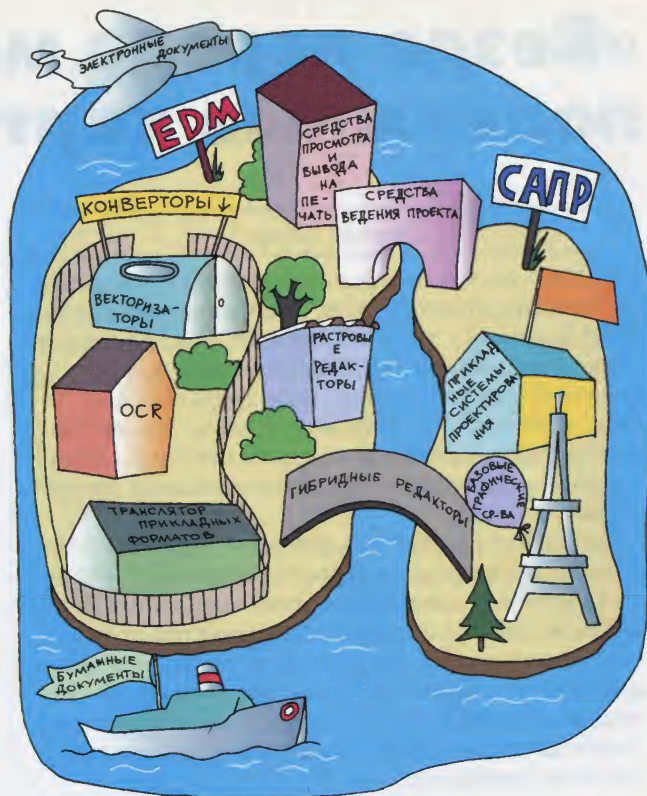 ЭЛЕКТРОННЫЕ ДОКУМЕНТЫ
EDM
СРЕДСТВА
ПРОСМОТРА
И
ВЫВОДА
НА
ПЕ-
ЧАТЬ
САПР
КОНВЕРТОРЫ ↓
СРЕДСТВА
ВЕДЕНИЯ ПРОЕКТА
ВЕКТОРИЗА-
ТОРЫ
РАСТРОВЫ
Е
РЕДАК-
ТОРЫ
ПРИКЛАД
НЫЕ
СИСТЕМЫ
ПРОЕКТИРОВА-
НИЯ
OCR
ГИБРИДНЫЕ РЕДАКТОРЫ
БАЗОВЫЕ
ГРАФИЧЕСКИЕ
СР-ВА
ТРАНСЛЯТОР
ПРИКЛАДНЫХ
ФОРМАТОВ
БУМАЖНЫЕ
ДОКУМЕНТЫ